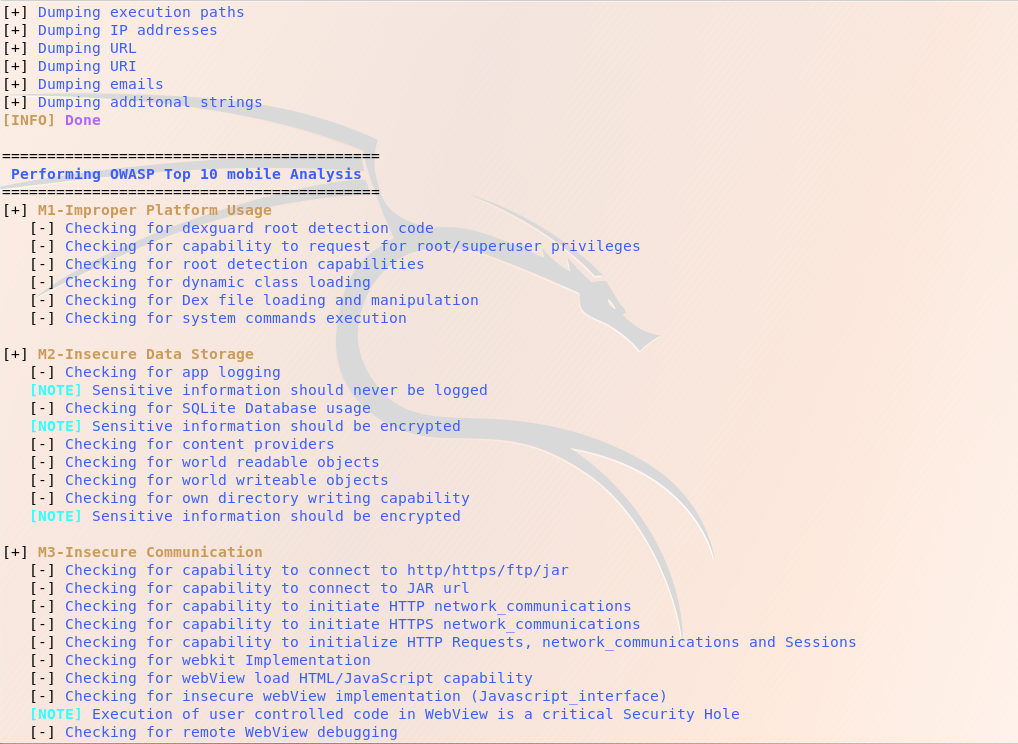 [+] Dumping execution paths
[+] Dumping IP addresses
[+] Dumping URL
[+] Dumping URI
[+] Dumping emails
[+] Dumping additonal strings
[INFO] Done
==========================================
Performing OWASP Top 10 mobile Analysis
==========================================
[+] M1-Improper Platform Usage
[-] Checking for dexguard root detection code
[-] Checking for capability to request for root/superuser privileges
[-] Checking for root detection capabilities
[-] Checking for dynamic class loading
[-] Checking for Dex file loading and manipulation
[-] Checking for system commands execution
[+] M2-Insecure Data Storage
[-] Checking for app logging
[NOTE] Sensitive information should never be logged
[-] Checking for SQLite Database usage
[NOTE] Sensitive information should be encrypted
[-] Checking for content providers
[-] Checking for world readable objects
[-] Checking for world writeable objects
[-] Checking for own directory writing capability
[NOTE] Sensitive information should be encrypted
[+] M3-Insecure Communication
[-] Checking for capability to connect to http/https/ftp/jar
[-] Checking for capability to connect to JAR url
[-] Checking for capability to initiate HTTP network_communications
[-] Checking for capability to initiate HTTPS network_communications
[-] Checking for capability to initialize HTTP Requests, network_communications and Sessions
[-] Checking for webkit Implementation
[-] Checking for webView load HTML/JavaScript capability
[-] Checking for insecure webView implementation (Javascript_interface)
[NOTE] Execution of user controlled code in WebView is a critical Security Hole
[-] Checking for remote WebView debugging